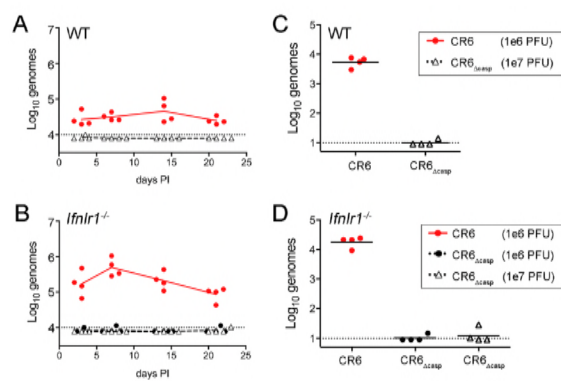 A
WT
Log10 genomes
7
6
5
4
0
5
10
15
20
25
days PI
C
WT
Log10 genomes
5
4
3
2
1
CR6
CR6Δcasp
CR6 (1e6 PFU)
CR6Δcasp (1e7 PFU)
B
Ifnlr1-/-
Log10 genomes
7
6
5
4
0
5
10
15
20
25
days PI
D
Ifnlr1-/-
Log10 genomes
5
4
3
2
1
CR6
CR6Δcasp
CR6Δcasp
CR6 (1e6 PFU)
CR6Δcasp (1e6 PFU)
CR6Δcasp (1e7 PFU)